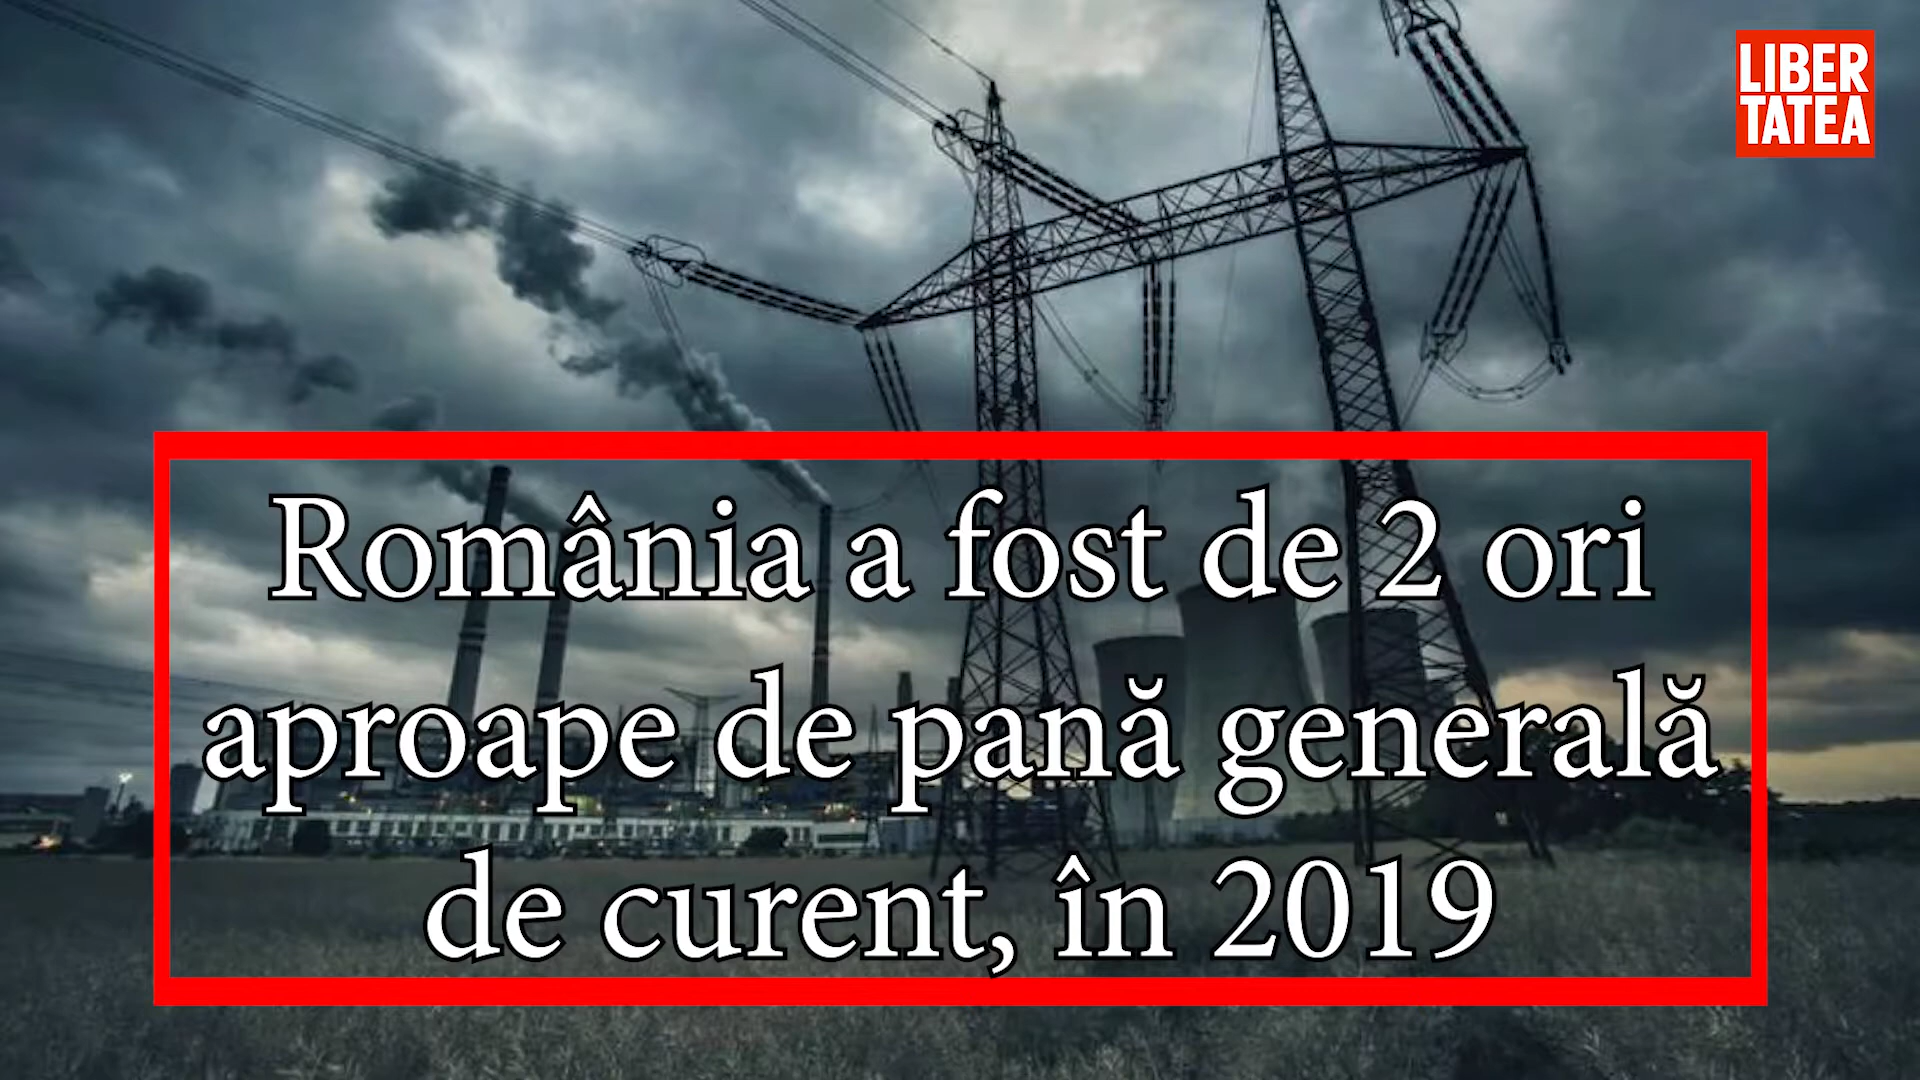 LIBER
TATEA
România a fost de 2 ori
aproape de pană generală
de curent, în 2019